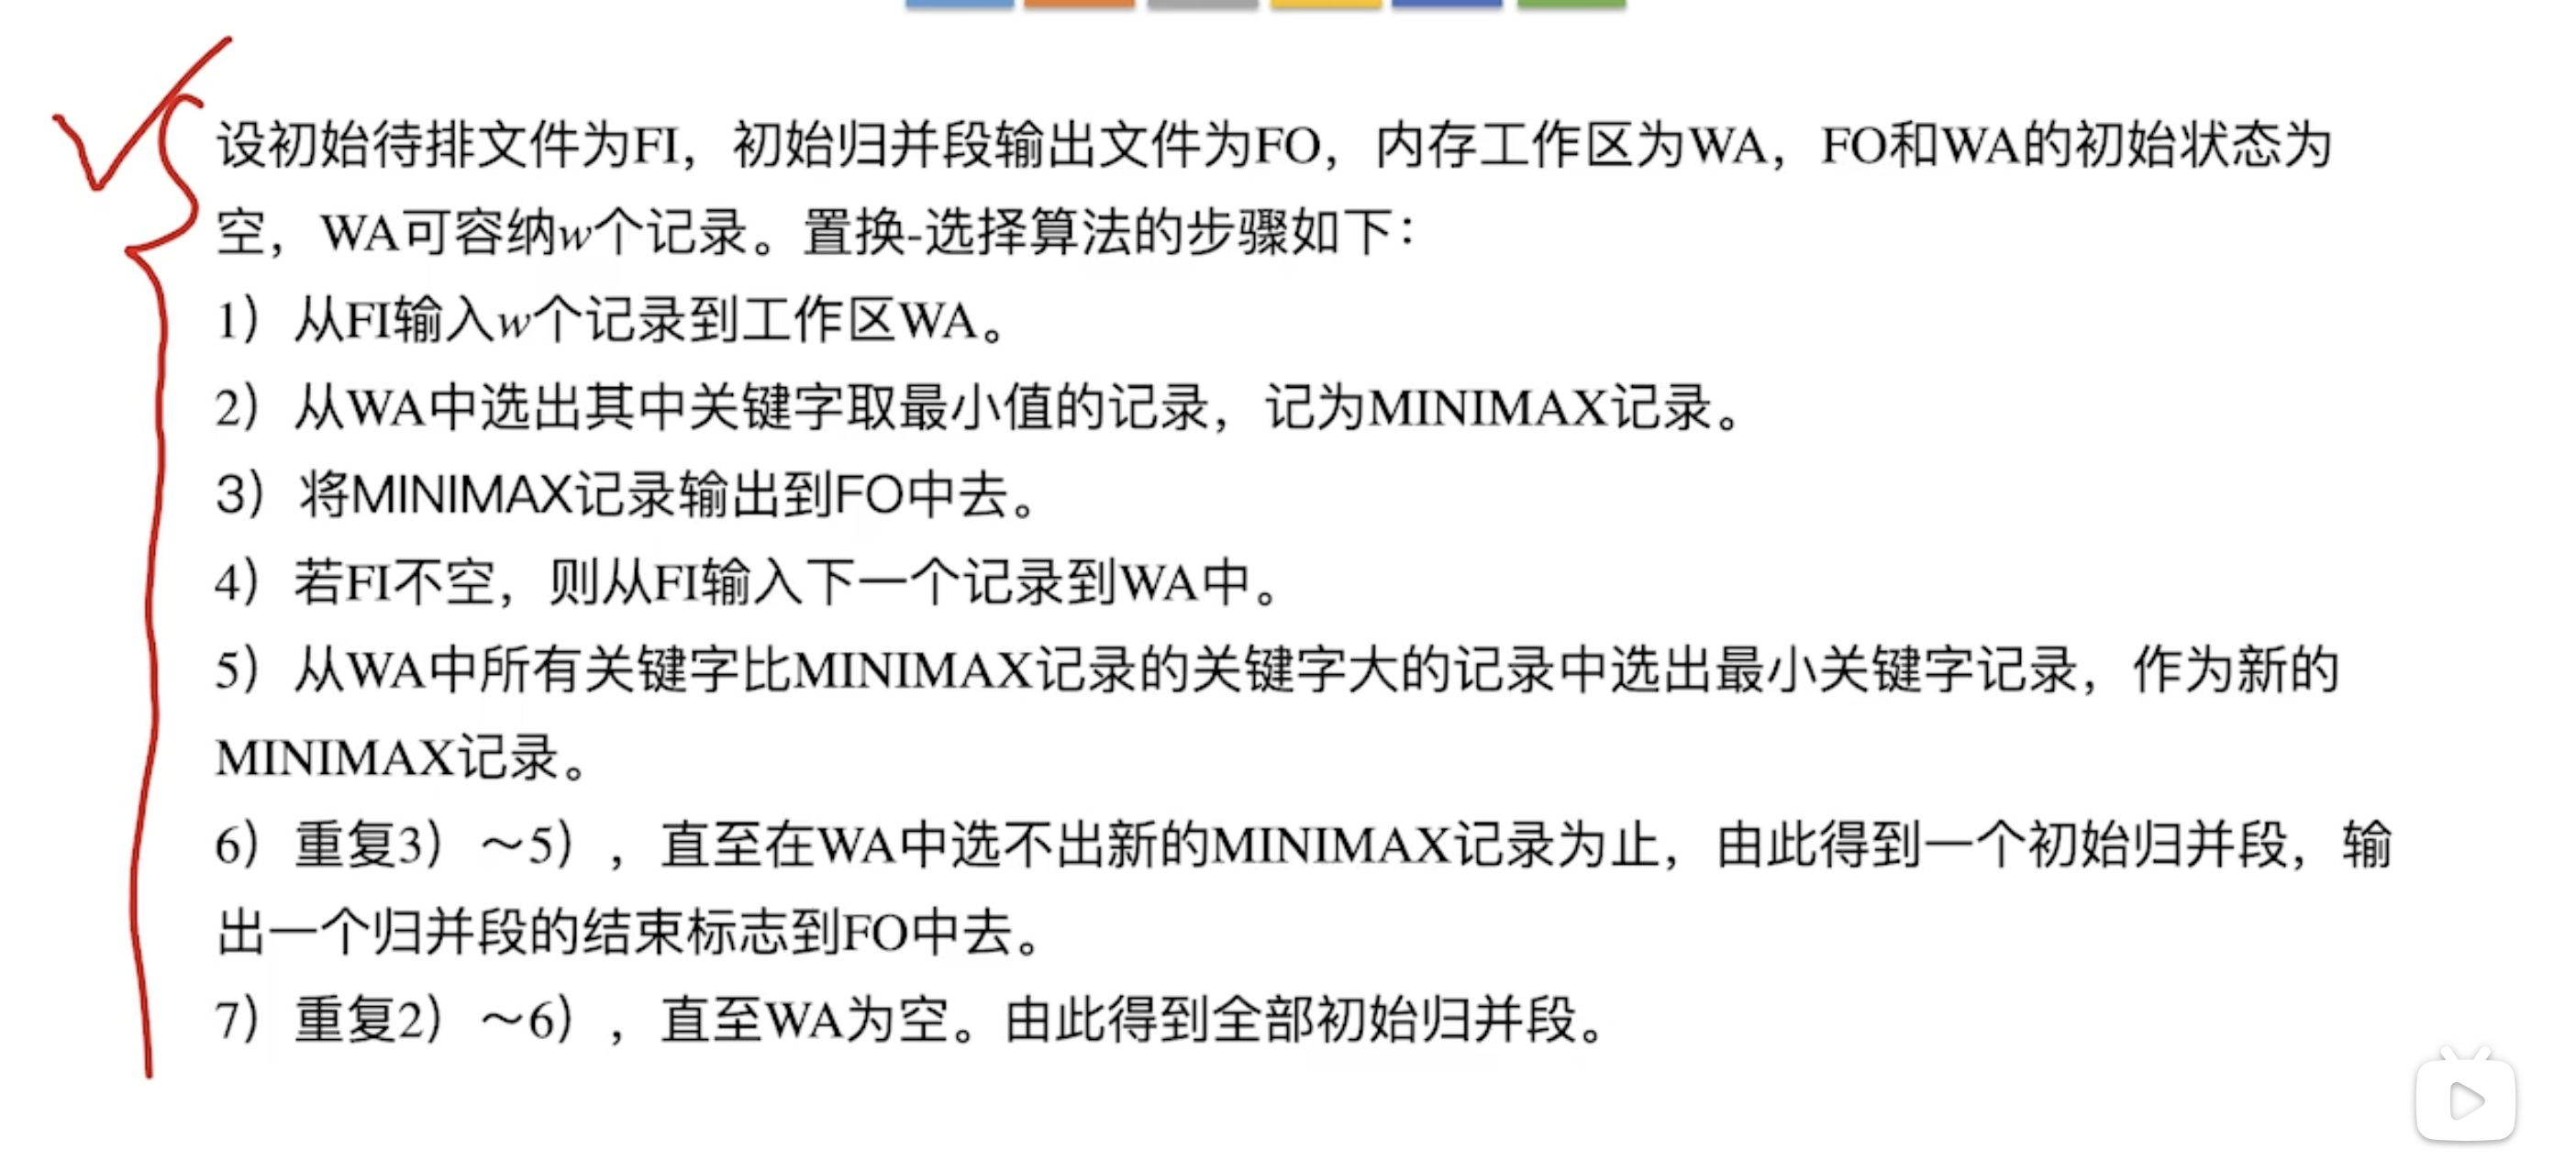 设初始待排文件为FI，初始归并段输出文件为FO，内存工作区为WA，FO和WA的初始状态为
空，WA可容纳w个记录。置换-选择算法的步骤如下：
1）从FI输入w个记录到工作区WA。
2）从WA中选出其中关键字取最小值的记录，记为MINIMAX记录。
3）将MINIMAX记录输出到FO中去。
4）若FI不空，则从FI输入下一个记录到WA中。
5）从WA中所有关键字比MINIMAX记录的关键字大的记录中选出最小关键字记录，作为新的
MINIMAX记录。
6）重复3）～5），直至在WA中选不出新的MINIMAX记录为止，由此得到一个初始归并段，输
出一个归并段的结束标志到FO中去。
7）重复2）～6），直至WA为空。由此得到全部初始归并段。